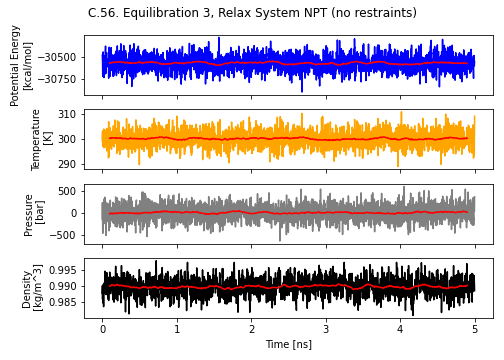 C.56. Equilibration 3, Relax System NPT (no restraints)
Potential Energy
[kcal/mol]
−30500
−30750
Temperature
[K]
310
300
290
Pressure
[bar]
500
0
−500
Density
[kg/m^3]
0.995
0.990
0.985
0 1 2 3 4 5
Time [ns]